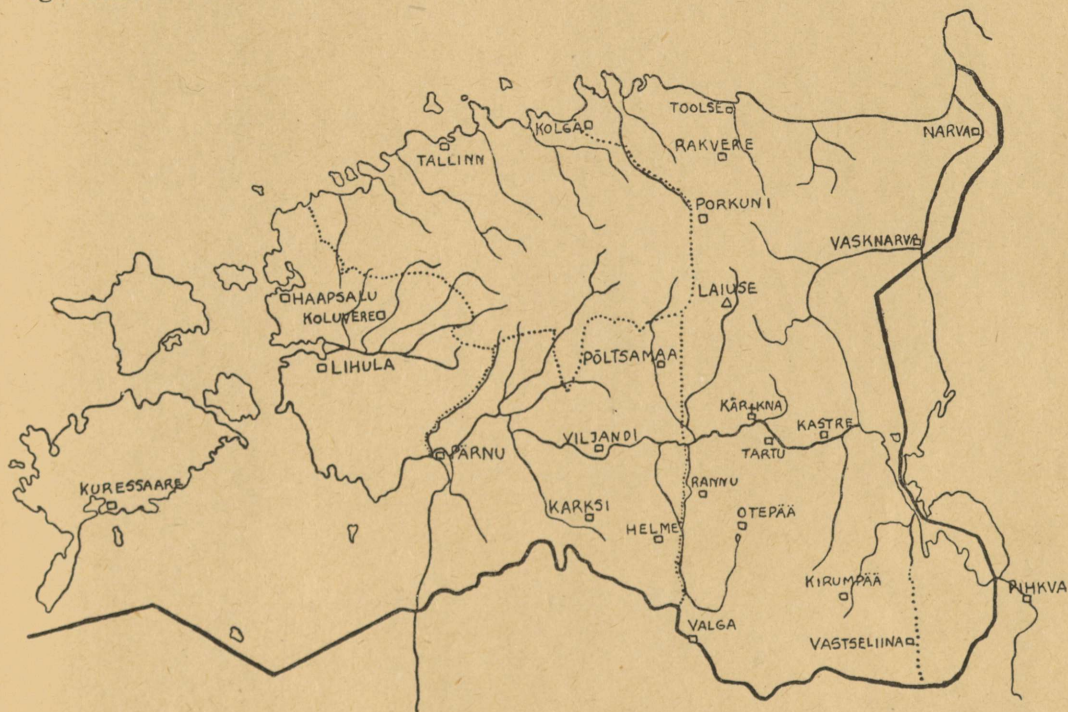 TOOLSE
KOLGA
NARVA
RAKVERE
TALLINN
PORKUNI
VASKNARVA
LAIUSE
HAAPSALU
KOLUVERE
PÕLTSAMAA
LIHULA
KÄRKNA
KASTRE
VILJANDI
TARTU
PÄRNU
RANNU
KURESSAARE
KARKSI
OTEPÄÄ
HELME
KIRUMPÄÄ
PIHKVA
VALGA
VASTSELIINA